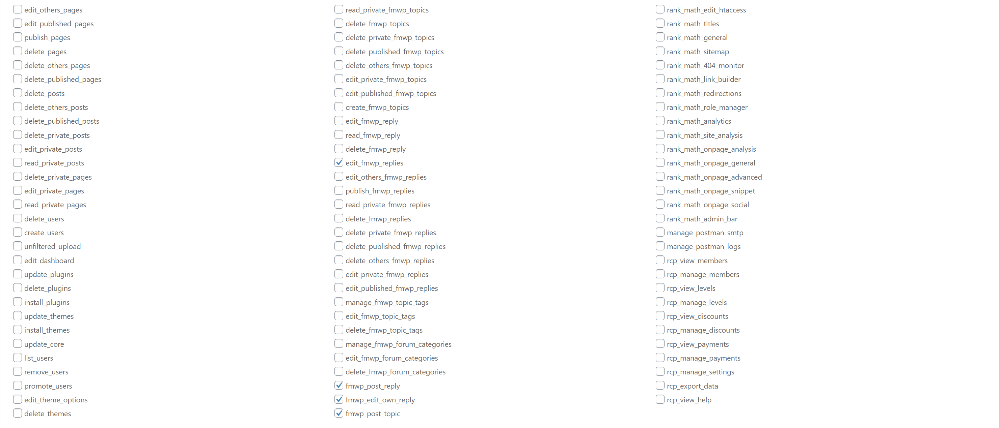 edit_others_pages
edit_published_pages
publish_pages
delete_pages
delete_others_pages
delete_published_pages
delete_posts
delete_others_posts
delete_published_posts
delete_private_posts
edit_private_posts
read_private_posts
delete_private_pages
edit_private_pages
read_private_pages
delete_users
create_users
unfiltered_upload
edit_dashboard
update_plugins
delete_plugins
install_plugins
update_themes
install_themes
update_core
list_users
remove_users
promote_users
edit_theme_options
delete_themes
read_private_fmwp_topics
delete_fmwp_topics
delete_private_fmwp_topics
delete_published_fmwp_topics
delete_others_fmwp_topics
edit_private_fmwp_topics
edit_published_fmwp_topics
create_fmwp_topics
edit_fmwp_reply
read_fmwp_reply
delete_fmwp_reply
edit_fmwp_replies
edit_others_fmwp_replies
publish_fmwp_replies
read_private_fmwp_replies
delete_fmwp_replies
delete_private_fmwp_replies
delete_published_fmwp_replies
delete_others_fmwp_replies
edit_private_fmwp_replies
edit_published_fmwp_replies
manage_fmwp_topic_tags
edit_fmwp_topic_tags
delete_fmwp_topic_tags
manage_fmwp_forum_categories
edit_fmwp_forum_categories
delete_fmwp_forum_categories
fmwp_post_reply
fmwp_edit_own_reply
fmwp_post_topic
rank_math_edit_htaccess
rank_math_titles
rank_math_general
rank_math_sitemap
rank_math_404_monitor
rank_math_link_builder
rank_math_redirections
rank_math_role_manager
rank_math_analytics
rank_math_site_analysis
rank_math_onpage_analysis
rank_math_onpage_general
rank_math_onpage_advanced
rank_math_onpage_snippet
rank_math_onpage_social
rank_math_admin_bar
manage_postman_smtp
manage_postman_logs
rcp_view_members
rcp_manage_members
rcp_view_levels
rcp_manage_levels
rcp_view_discounts
rcp_manage_discounts
rcp_view_payments
rcp_manage_payments
rcp_manage_settings
rcp_export_data
rcp_view_help